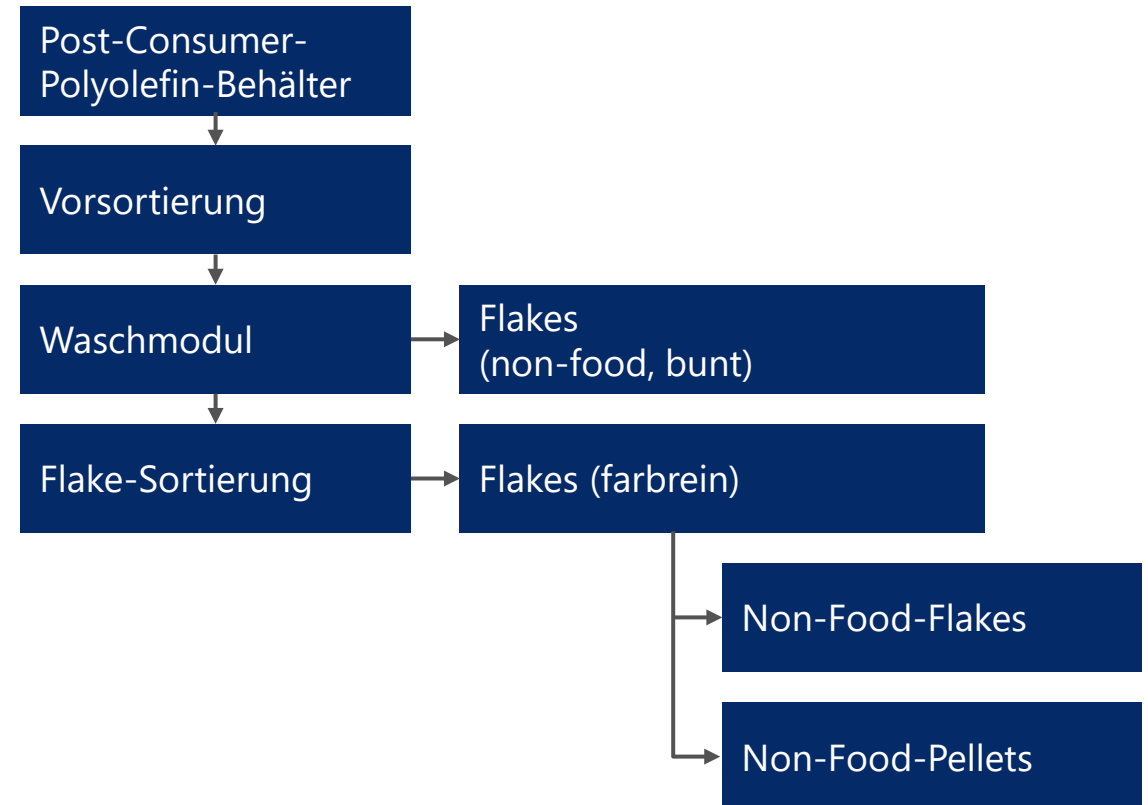 Post-Consumer-
Polyolefin-Behälter
Vorsortierung
Waschmodul
Flakes
(non-food, bunt)
Flake-Sortierung
Flakes (farbrein)
Non-Food-Flakes
Non-Food-Pellets